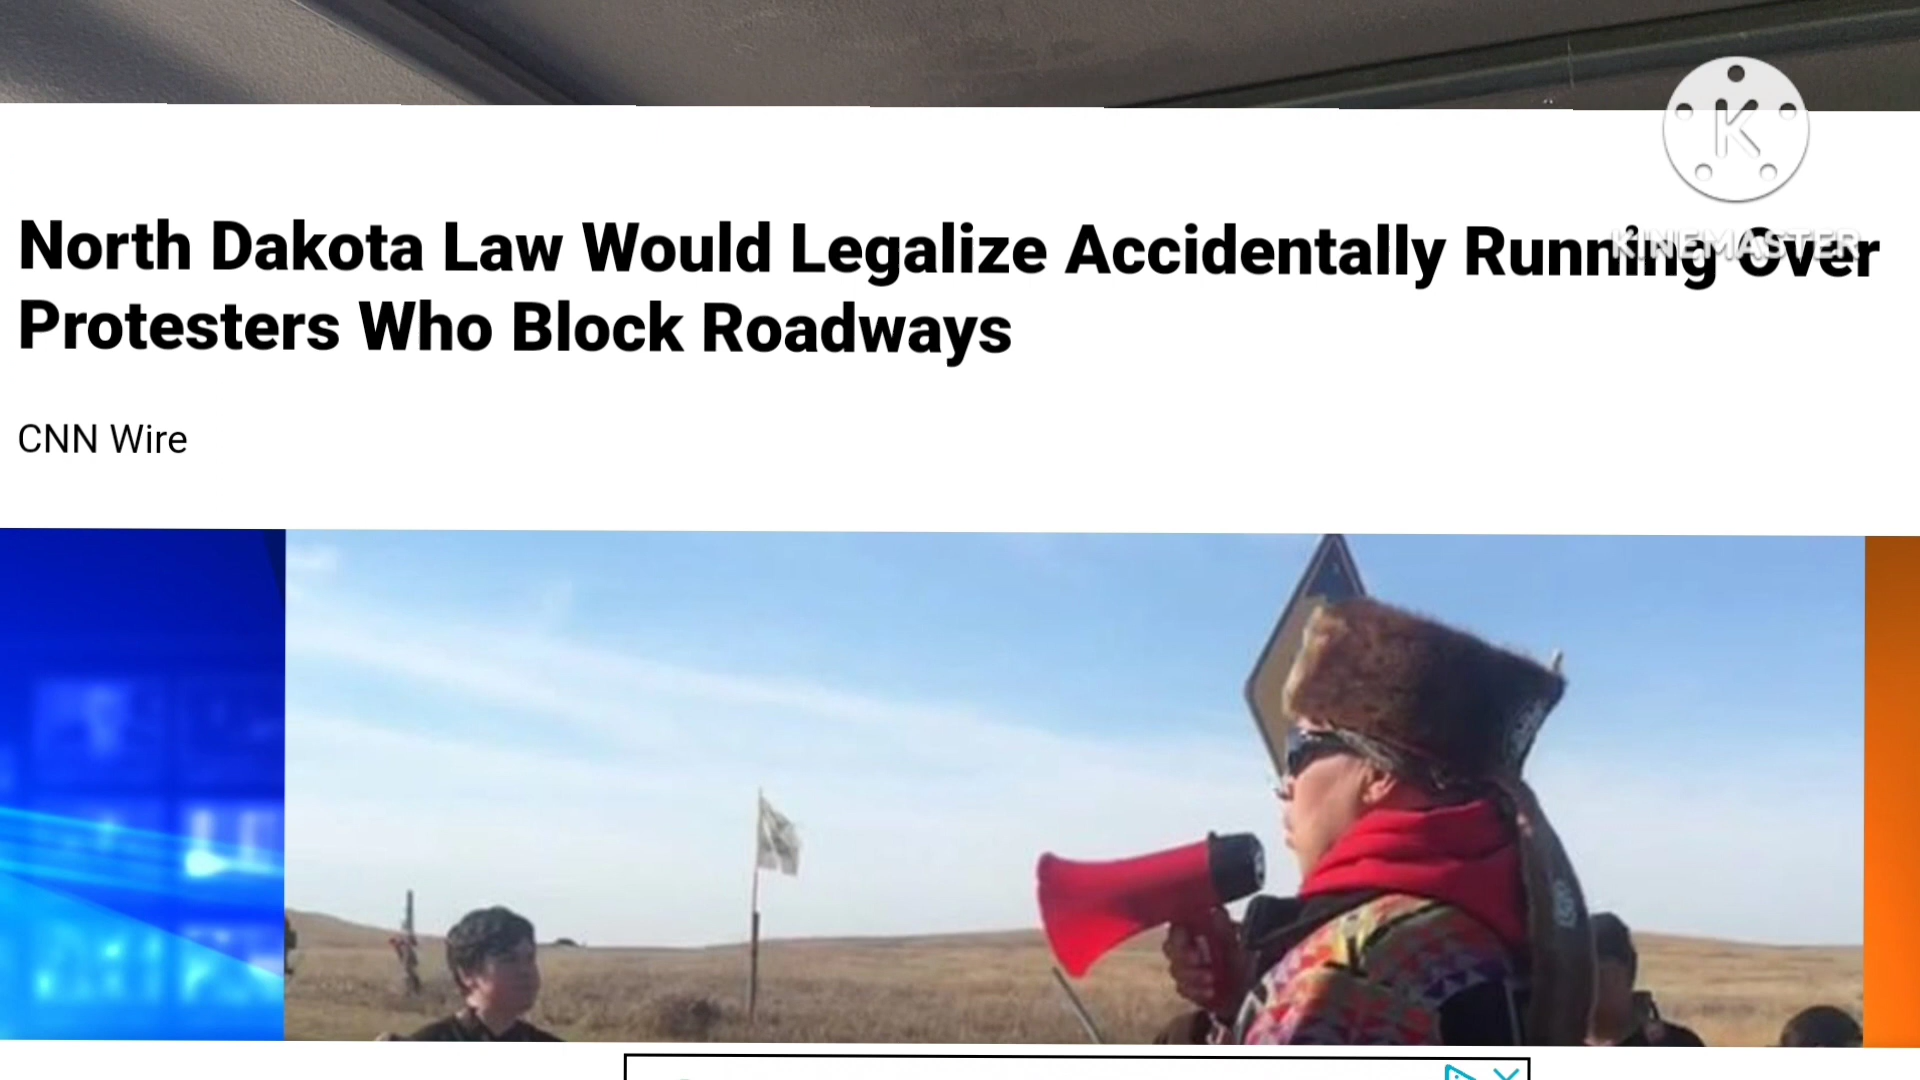 North Dakota Law Would Legalize Accidentally Running Over
Protesters Who Block Roadways
CNN Wire
K
KINEMASTER